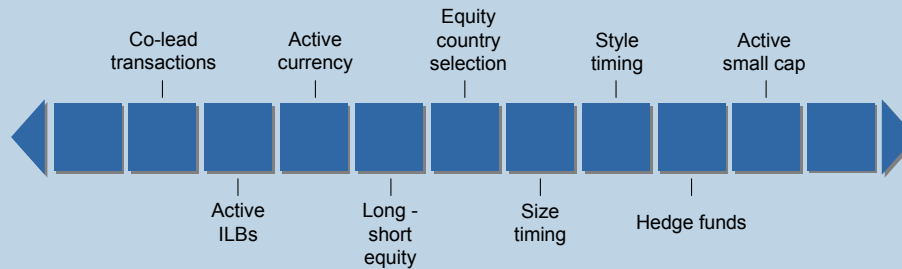 Co-lead
transactions
Active
currency
Equity
country
selection
Style
timing
Active
small cap
Active
ILBs
Long -
short
equity
Size
timing
Hedge funds